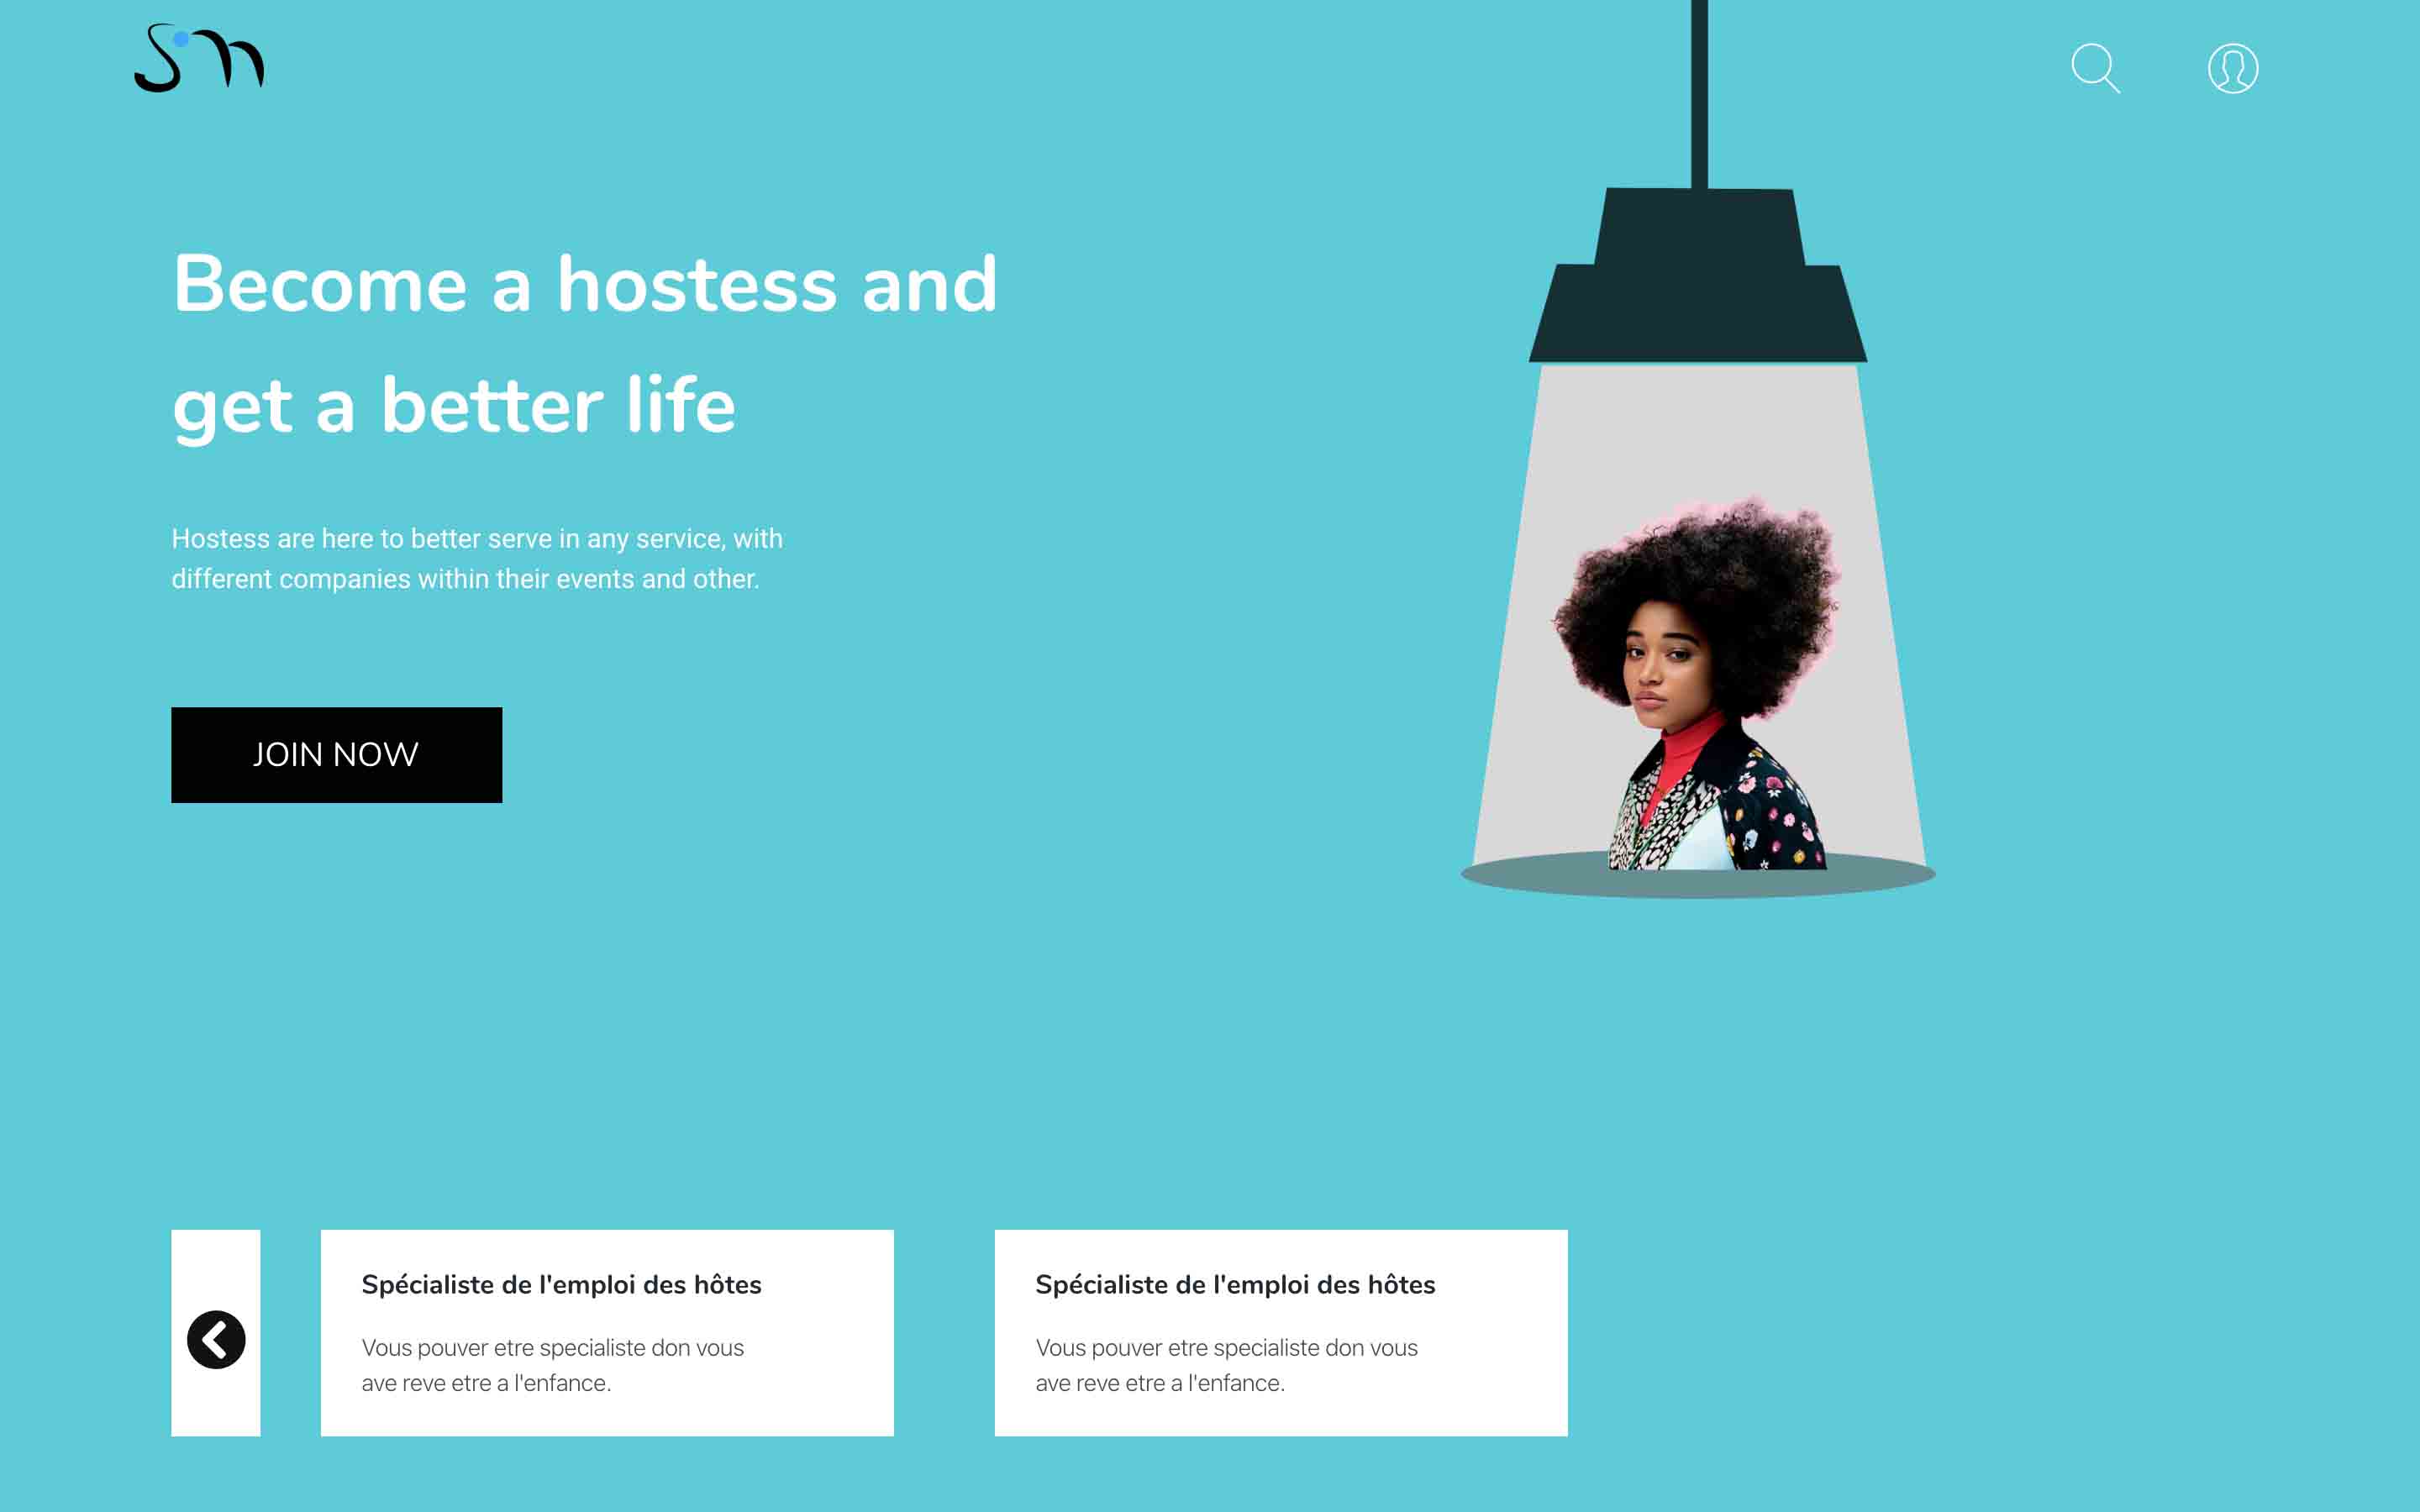 Become a hostess and
get a better life
Hostess are here to better serve in any service, with
different companies within their events and other.
JOIN NOW
Spécialiste de l'emploi des hôtes
Vous pouver etre specialiste don vous
ave reve etre a l'enfance.
Spécialiste de l'emploi des hôtes
Vous pouver etre specialiste don vous
ave reve etre a l'enfance.